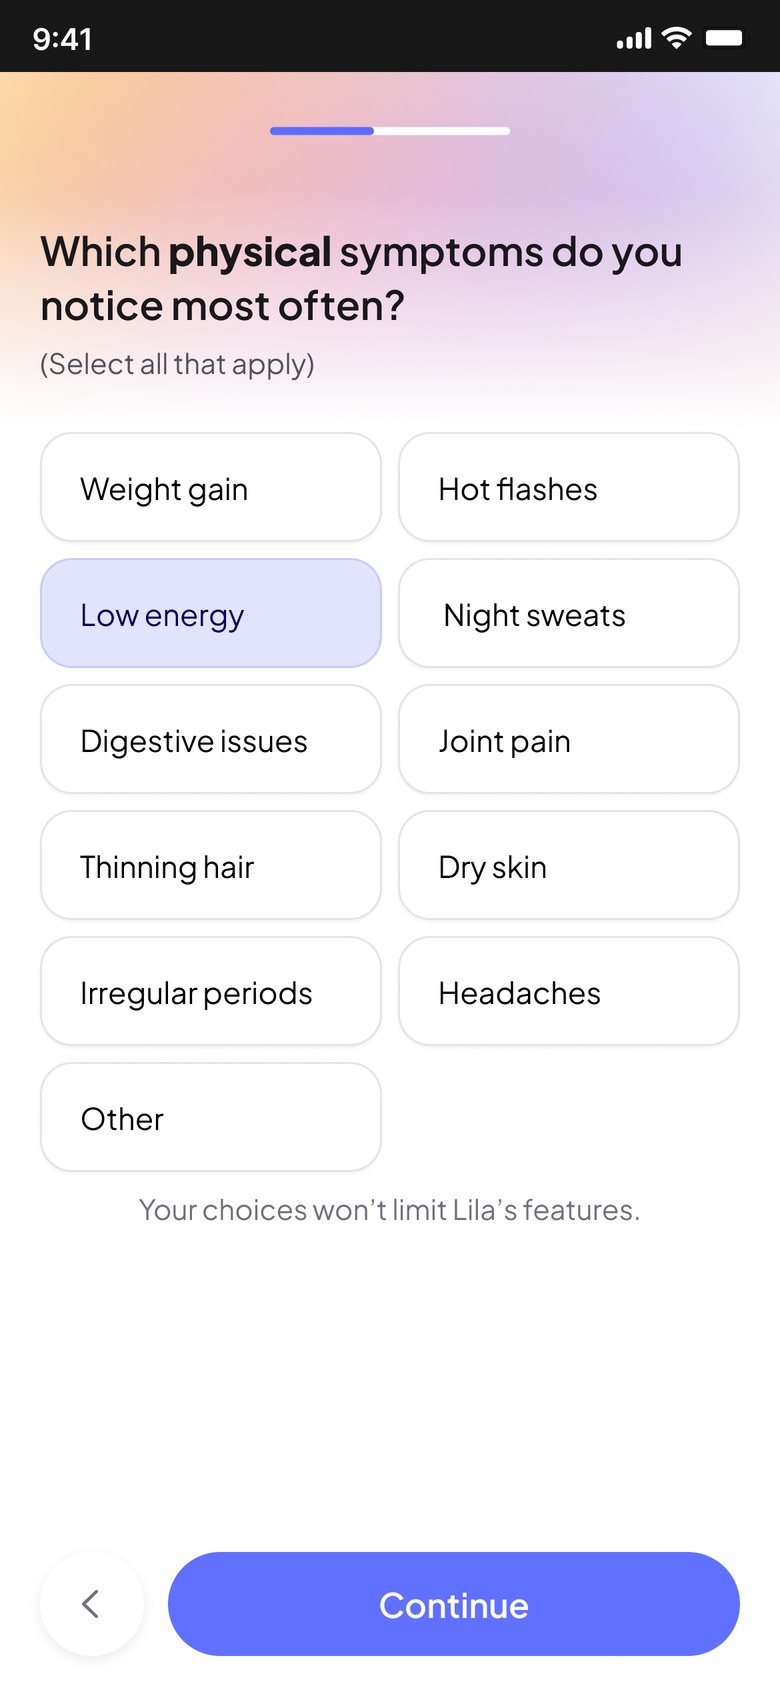 9:41
Which physical symptoms do you
notice most often?
(Select all that apply)
Weight gain
Hot flashes
Low energy
Night sweats
Digestive issues
Joint pain
Thinning hair
Dry skin
Irregular periods
Headaches
Other
Your choices won’t limit Lila’s features.
Continue